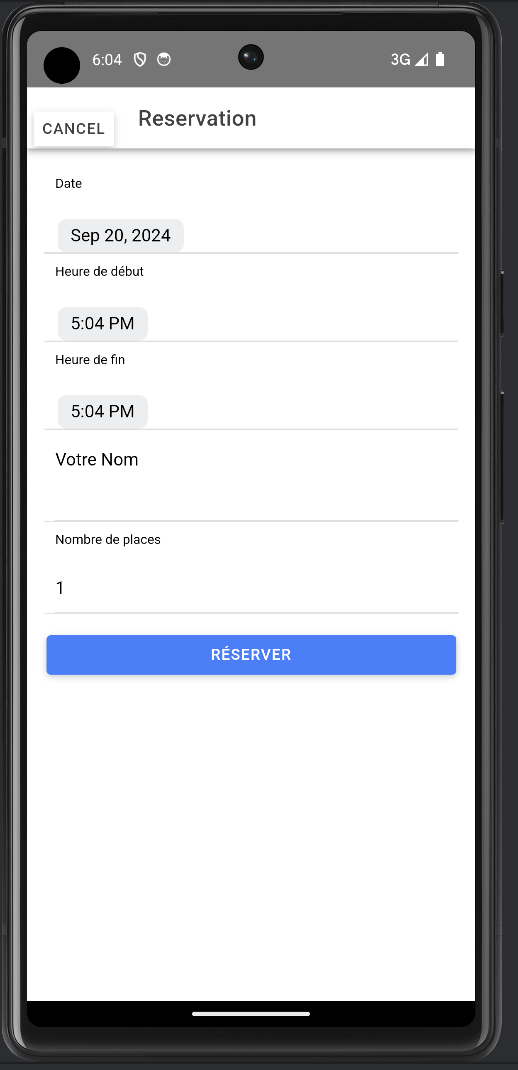 6:04
3G
CANCEL
Reservation
Date
Sep 20, 2024
Heure de début
5:04 PM
Heure de fin
5:04 PM
Votre Nom
Nombre de places
1
RÉSERVER